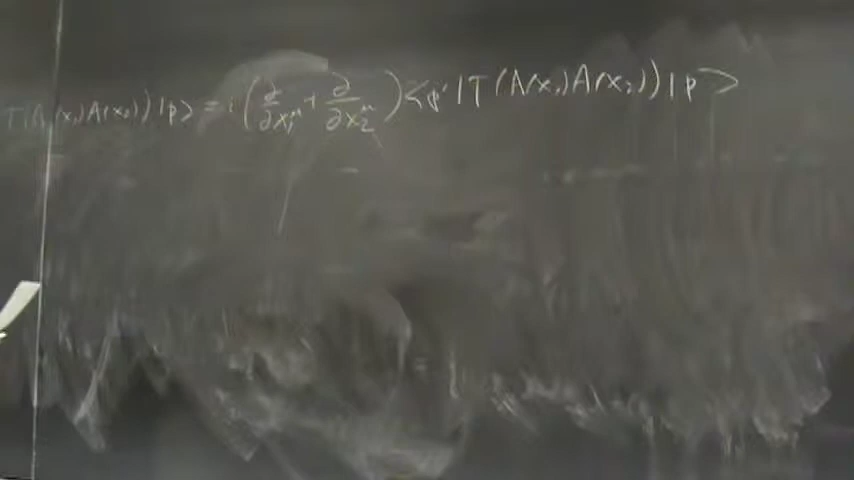 T(A(x₁)A(x₂))|p> = i(∂/∂x₁^μ + ∂/∂x₂^μ)<p'|T(A(x₁)A(x₂))|p>